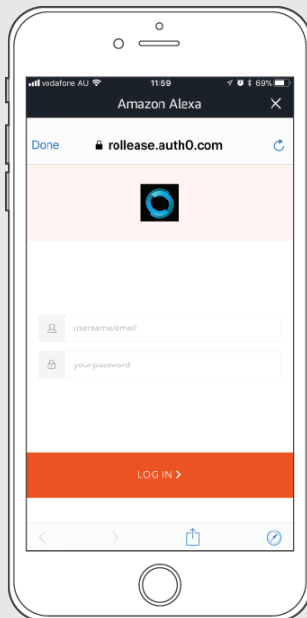 vodafone AU 11:59 69%
Amazon Alexa
Done rollease.auth0.com
username/email
your password
LOG IN >